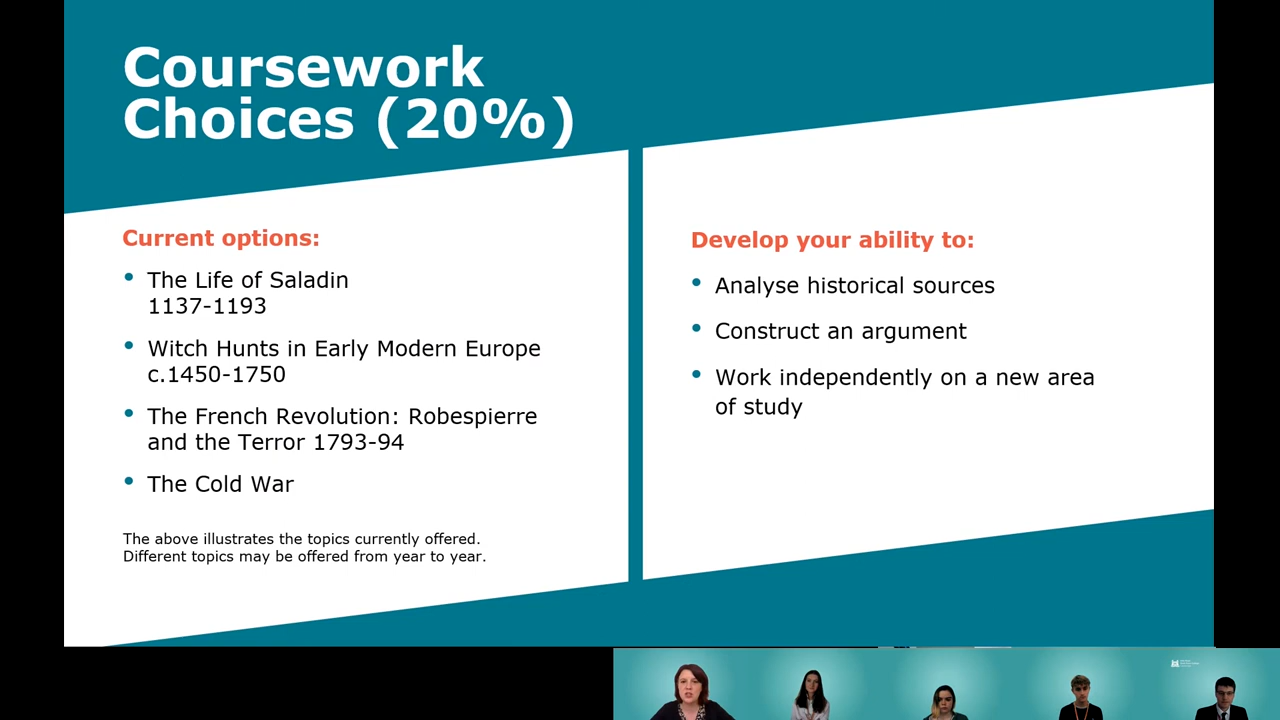 Coursework
Choices (20%)
Current options:
• The Life of Saladin
1137-1193
• Witch Hunts in Early Modern Europe
c.1450-1750
• The French Revolution: Robespierre
and the Terror 1793-94
• The Cold War
The above illustrates the topics currently offered.
Different topics may be offered from year to year.
Develop your ability to:
• Analyse historical sources
• Construct an argument
• Work independently on a new area
of study